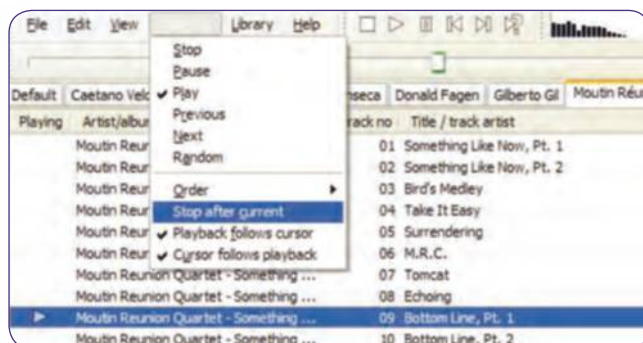 File Edit View Library Help
Stop
Pause
Play
Previous
Next
Random
Order
Stop after current
Playback follows cursor
Cursor follows playback
Default Caetano Velo nseca Donald Fagen Gilberto Gil Moutin Réu
Playing Artist/albu rack no Title / track artist
Moutin Reur 01 Something Like Now, Pt. 1
Moutin Reur 02 Something Like Now, Pt. 2
Moutin Reur 03 Bird's Medley
Moutin Reur 04 Take It Easy
Moutin Reur 05 Surrendering
Moutin Reur 06 M.R.C.
Moutin Reunion Quartet - Something ... 07 Tomcat
Moutin Reunion Quartet - Something ... 08 Echoing
Moutin Reunion Quartet - Something ... 09 Bottom Line, Pt. 1
Moutin Reunion Quartet - Something ... 10 Bottom Line, Pt. 2